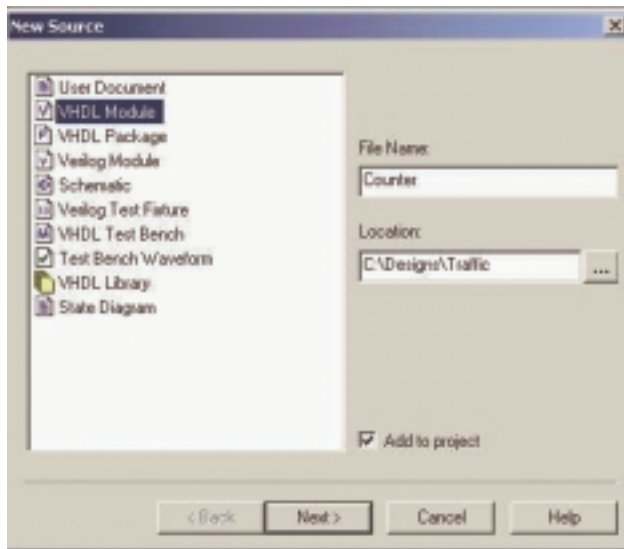 New Source
User Document
VHDL Module
VHDL Package
Verilog Module
Schematic
Verilog Test Fixture
VHDL Test Bench
Test Bench Waveform
VHDL Library
State Diagram
File Name:
Counter
Location:
C:\Designs\Traffic
...
Add to project
< Back
Next >
Cancel
Help